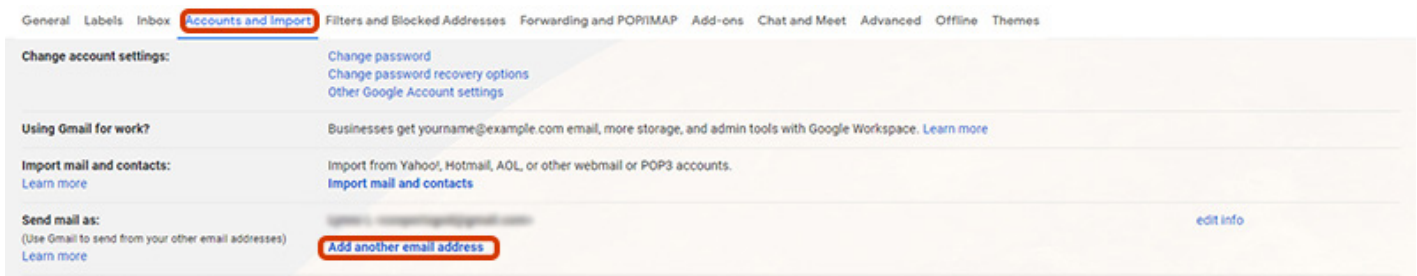 General Labels Inbox Accounts and Import Filters and Blocked Addresses Forwarding and POP/IMAP Add-ons Chat and Meet Advanced Offline Themes
Change account settings: Change password
Change password recovery options
Other Google Account settings
Using Gmail for work? Businesses get yourname@example.com email, more storage, and admin tools with Google Workspace. Learn more
Import mail and contacts: Import from Yahoo!, Hotmail, AOL, or other webmail or POP3 accounts.
Learn more Import mail and contacts
Send mail as: edit info
(Use Gmail to send from your other email addresses) Add another email address
Learn more